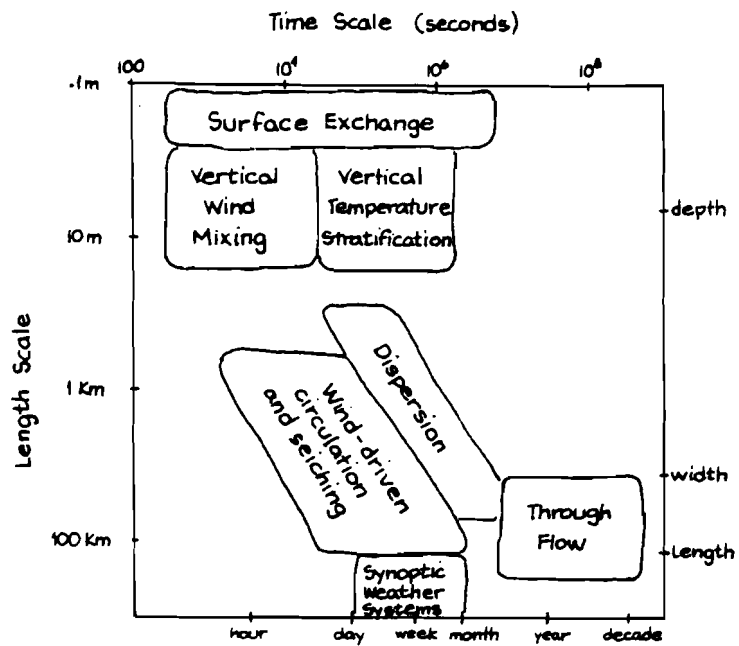 Time Scale (seconds)
100
10⁴
10⁶
10⁸
.1m
Surface Exchange
Vertical
Wind
Mixing
Vertical
Temperature
Stratification
depth
10m
Length Scale
1 Km
Dispersion
Wind-driven
circulation
and seiching
width
Through
Flow
100 Km
Length
Synoptic
Weather
Systems
hour
day
week
month
year
decade